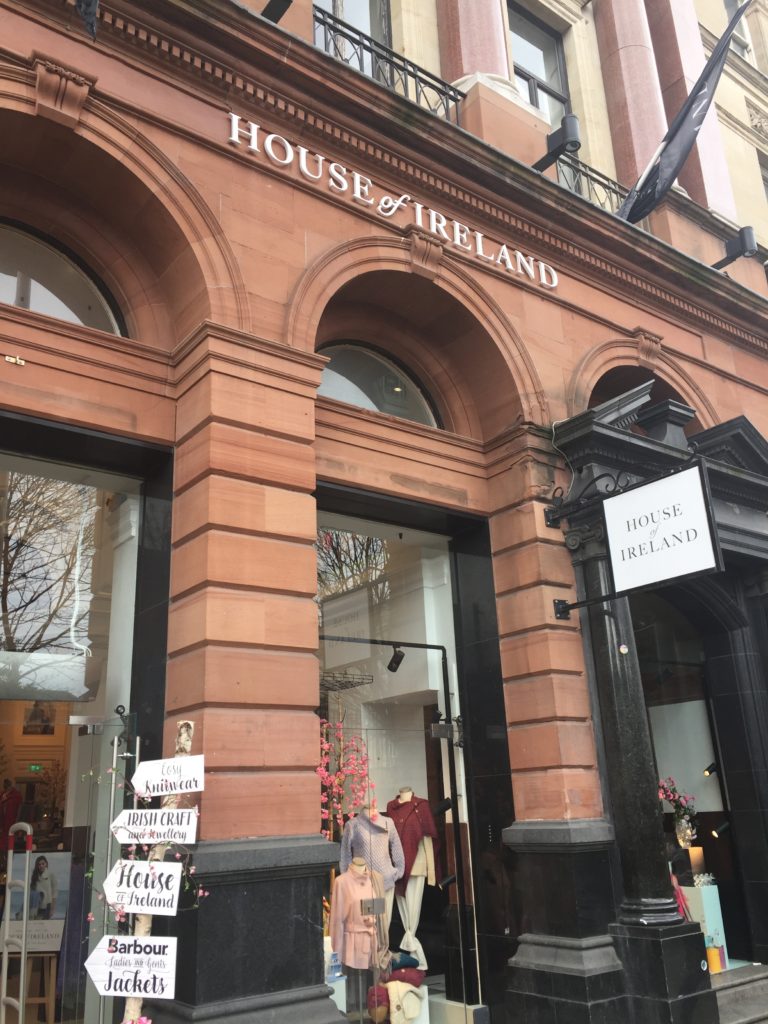 HOUSE of IRELAND
HOUSE
of
IRELAND
Cosy
Knitwear
IRISH CRAFT
and Jewellery
House
OF Ireland
Barbour
Ladies AND Gents
Jackets